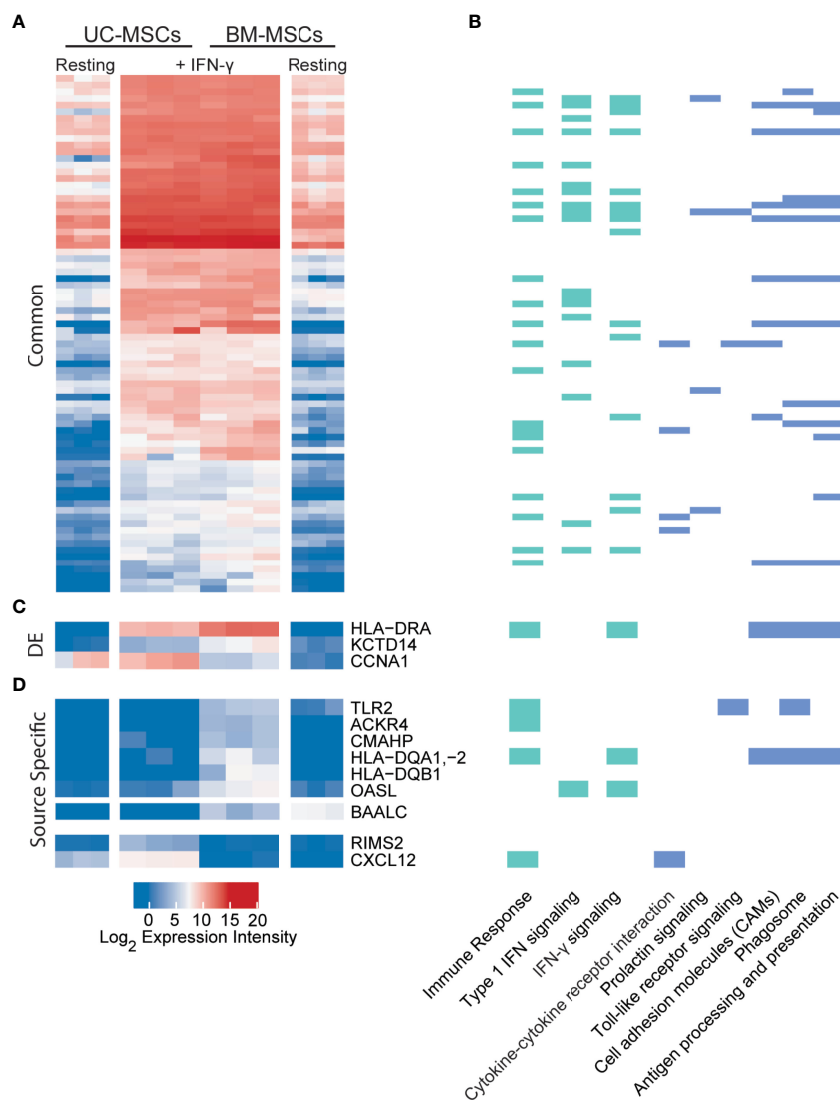 A
B
UC-MSCs BM-MSCs
Resting + IFN-γ Resting
Common
C
DE
HLA−DRA
KCTD14
CCNA1
D
Source Specific
TLR2
ACKR4
CMAHP
HLA−DQA1,-2
HLA−DQB1
OASL
BAALC
RIMS2
CXCL12
0 5 10 15 20
Log2 Expression Intensity
Immune Response
Type 1 IFN signaling
IFN-γ signaling
Cytokine-cytokine receptor interaction
Prolactin signaling
Toll-like receptor signaling
Cell adhesion molecules (CAMs)
Phagosome
Antigen processing and presentation